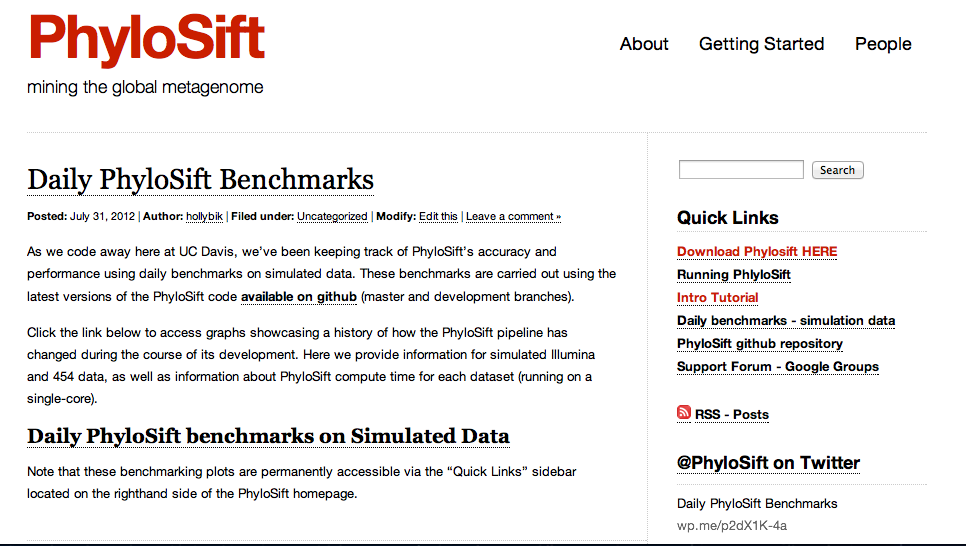 PhyloSift
mining the global metagenome
About Getting Started People
Daily PhyloSift Benchmarks
Posted: July 31, 2012 | Author: hollybik | Filed under: Uncategorized | Modify: Edit this | Leave a comment »
As we code away here at UC Davis, we've been keeping track of PhyloSift's accuracy and
performance using daily benchmarks on simulated data. These benchmarks are carried out using the
latest versions of the PhyloSift code available on github (master and development branches).
Click the link below to access graphs showcasing a history of how the PhyloSift pipeline has
changed during the course of its development. Here we provide information for simulated Illumina
and 454 data, as well as information about PhyloSift compute time for each dataset (running on a
single-core).
Daily PhyloSift benchmarks on Simulated Data
Note that these benchmarking plots are permanently accessible via the “Quick Links” sidebar
located on the righthand side of the PhyloSift homepage.
Search
Quick Links
Download Phylosift HERE
Running PhlyloSift
Intro Tutorial
Daily benchmarks - simulation data
PhyloSift github repository
Support Forum - Google Groups
RSS - Posts
@PhyloSift on Twitter
Daily PhyloSift Benchmarks
wp.me/p2dX1K-4a